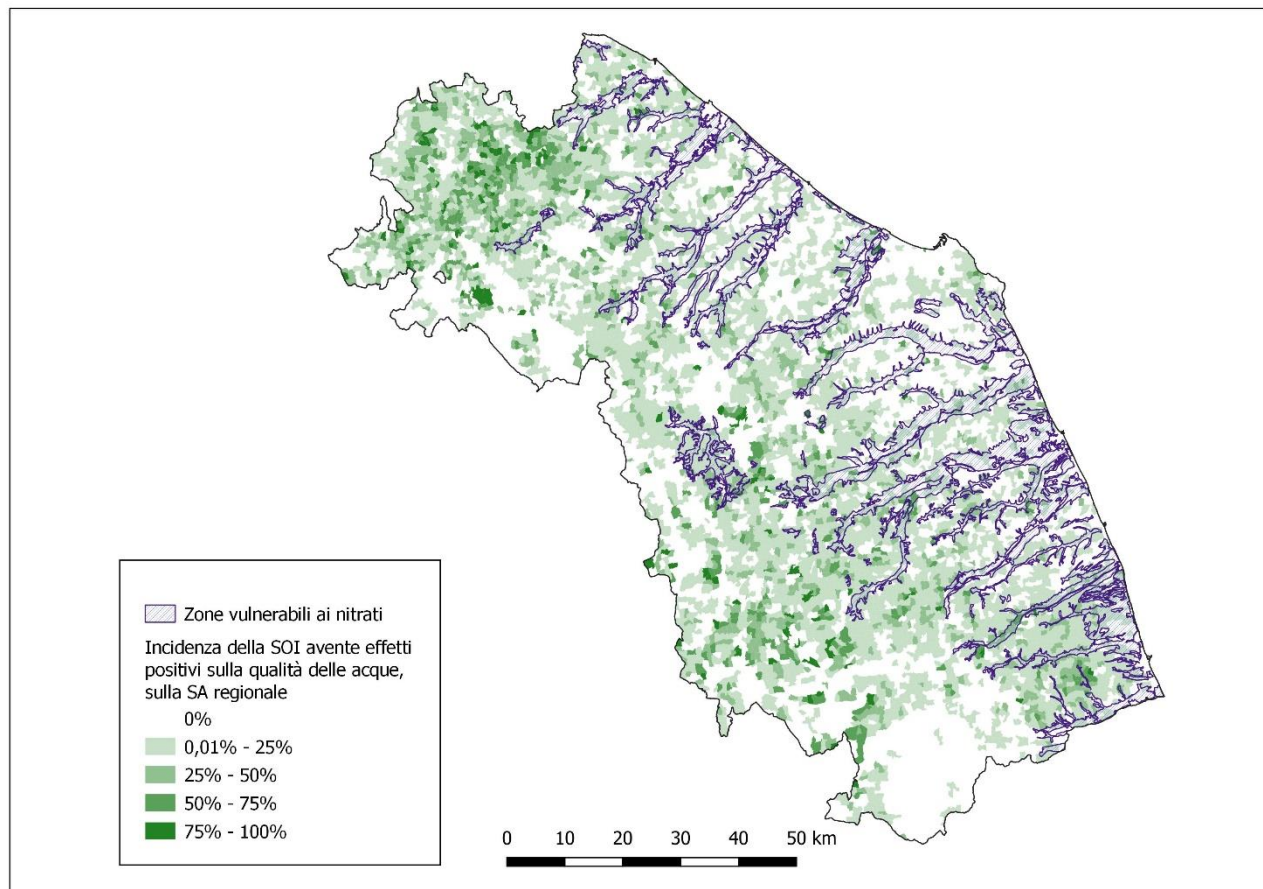 Zone vulnerabili ai nitrati
Incidenza della SOI avente effetti
positivi sulla qualità delle acque,
sulla SA regionale
0%
0,01% - 25%
25% - 50%
50% - 75%
75% - 100%
0 10 20 30 40 50 km